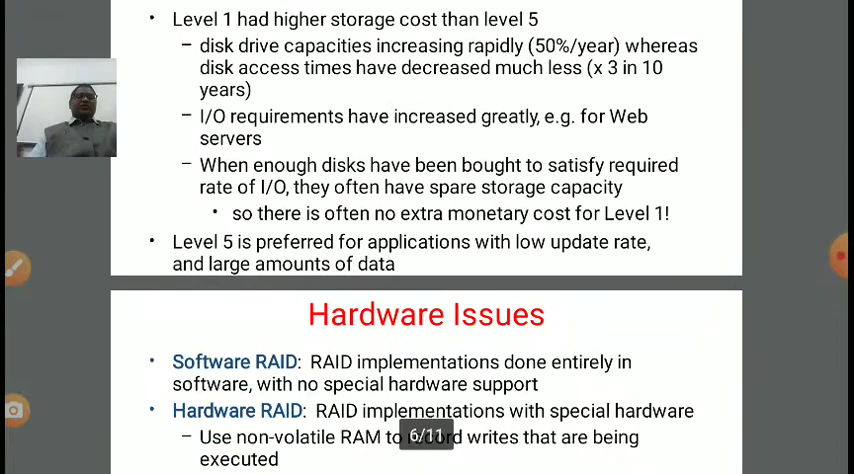 • Level 1 had higher storage cost than level 5
– disk drive capacities increasing rapidly (50%/year) whereas
disk access times have decreased much less (x 3 in 10
years)
– I/O requirements have increased greatly, e.g. for Web
servers
– When enough disks have been bought to satisfy required
rate of I/O, they often have spare storage capacity
• so there is often no extra monetary cost for Level 1!
• Level 5 is preferred for applications with low update rate,
and large amounts of data
Hardware Issues
• Software RAID: RAID implementations done entirely in
software, with no special hardware support
• Hardware RAID: RAID implementations with special hardware
– Use non-volatile RAM to writes that are being
6/11
executed